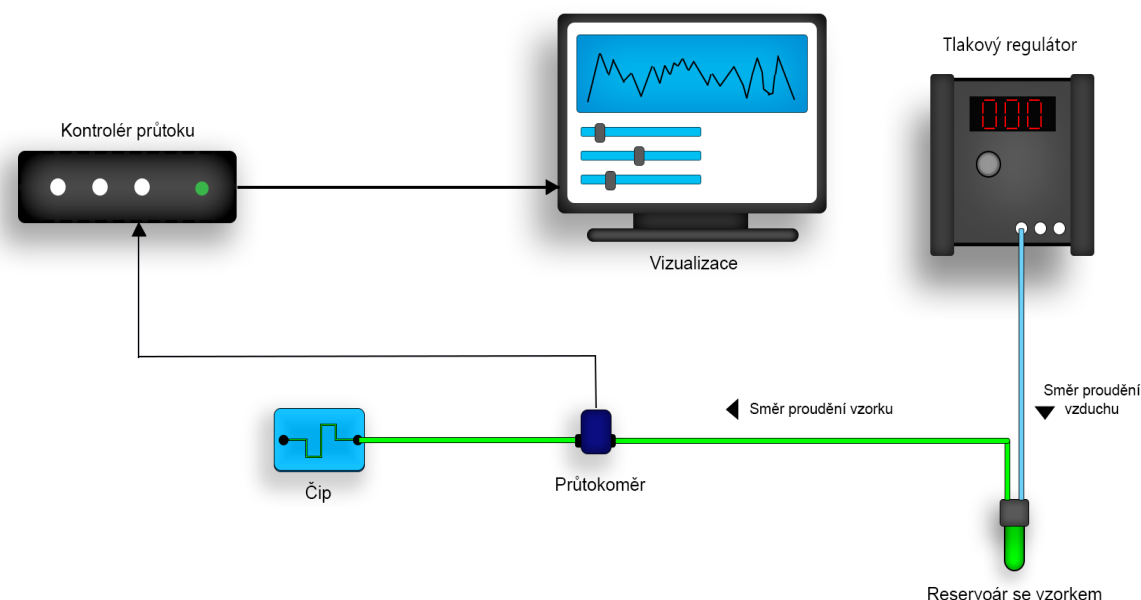 Tlakový regulátor
000
Kontrolér průtoku
Vizualizace
Směr proudění
vzduchu
Směr proudění vzorku
Průtokoměr
Čip
Reservoár se vzorkem